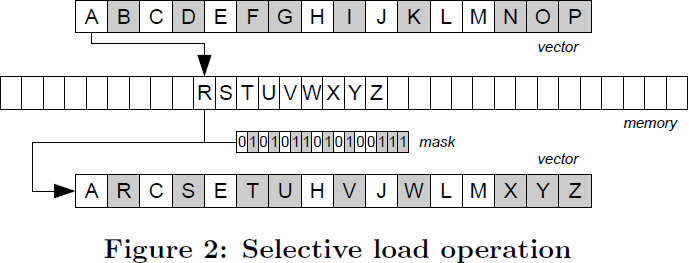 A B C D E F G H I J K L M N O P
vector
R S T U V W X Y Z
memory
0 1 0 1 0 1 1 0 1 0 1 0 0 1 1 1 mask
vector
A R C S E T U H V J W L M X Y Z
Figure 2: Selective load operation